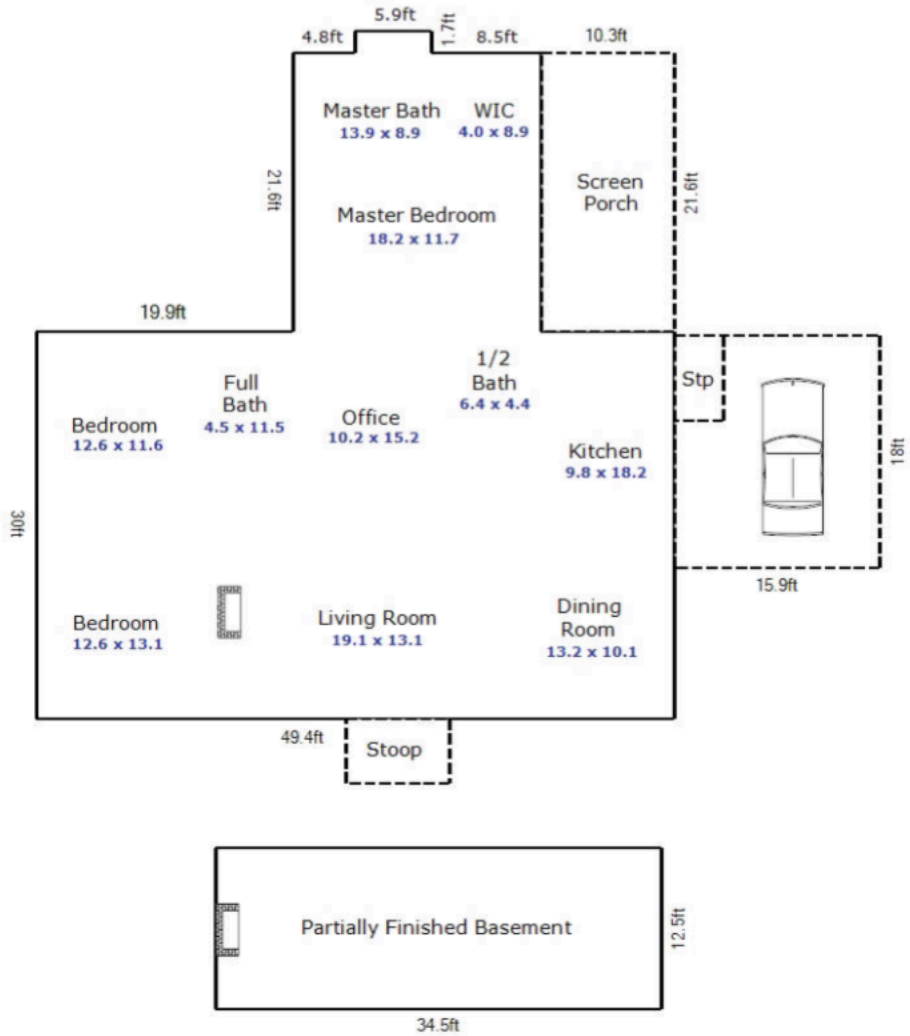 5.9ft
4.8ft
1.7ft
8.5ft
10.3ft
Master Bath
13.9 x 8.9
WIC
4.0 x 8.9
21.6ft
Screen
Porch
21.6ft
Master Bedroom
18.2 x 11.7
19.9ft
Full
Bath
4.5 x 11.5
1/2
Bath
6.4 x 4.4
Stp
Bedroom
12.6 x 11.6
Office
10.2 x 15.2
Kitchen
9.8 x 18.2
18ft
30ft
15.9ft
Bedroom
12.6 x 13.1
Living Room
19.1 x 13.1
Dining
Room
13.2 x 10.1
49.4ft
Stoop
Partially Finished Basement
12.5ft
34.5ft